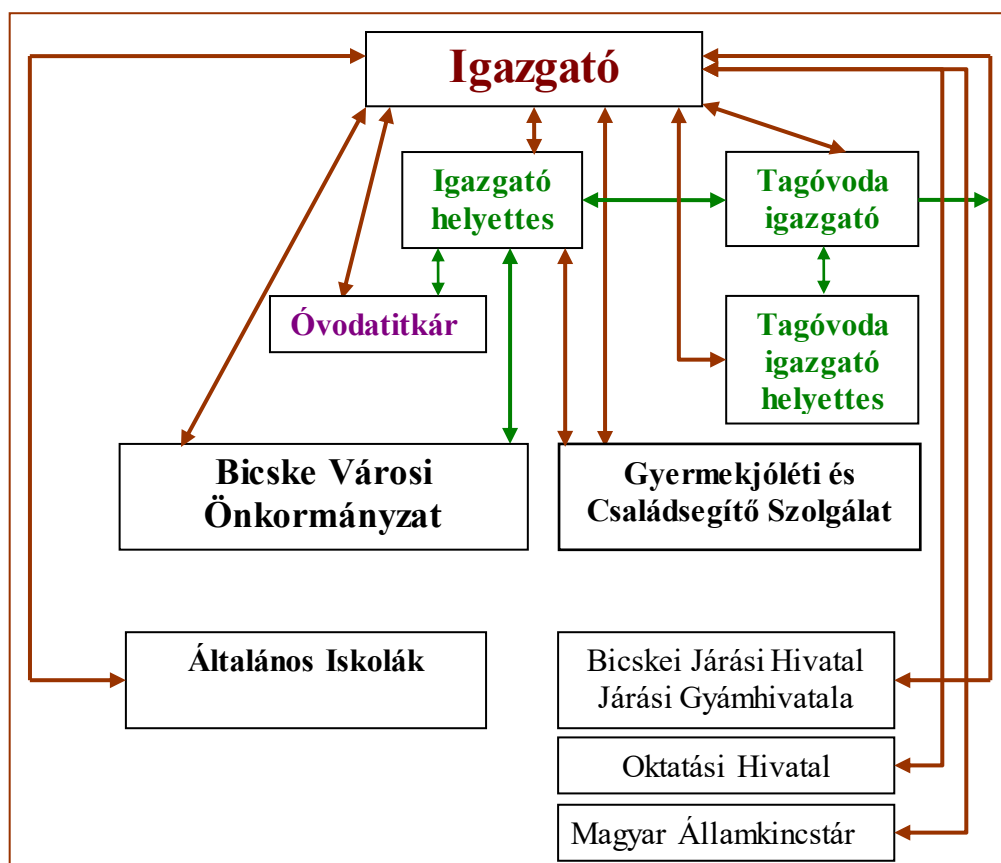 Igazgató
Igazgató
helyettes
Tagóvoda
igazgató
Óvodatitkár
Tagóvoda
igazgató
helyettes
Bicske Városi
Önkormányzat
Gyermekjóléti és
Családsegítő Szolgálat
Általános Iskolák
Bicskei Járási Hivatal
Járási Gyámhivatala
Oktatási Hivatal
Magyar Államkincstár